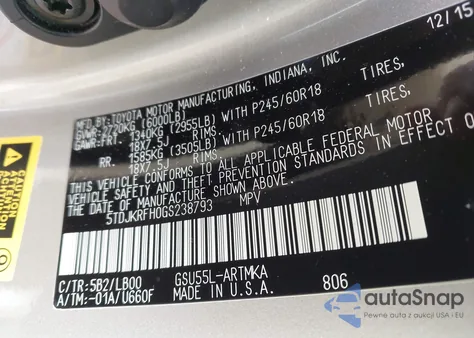 12/15
MFD. BY: TOYOTA MOTOR MANUFACTURING, INDIANA, INC.
GVWR: 2720KG (6000LB)
GAWR: FRT. 1340KG (2955LB) WITH P245/60R18 TIRES,
18X7.5J RIMS,
RR. 1585KG (3505LB) WITH P245/60R18 TIRES,
18X7.5J RIMS,
VEHICLE CONFORMS TO ALL APPLICABLE FEDERAL MOTOR
VEHICLE SAFETY AND THEFT PREVENTION STANDARDS IN EFFECT O
DATE OF MANUFACTURE SHOWN ABOVE.
5TDJKRFH0GS238793 MPV
C/TR:5B2/LB00 GSU55L-ARTMKA
A/TM:-01A/U660F MADE IN U.S.A. 806
CAUTION
autoSnap
Pewne auta z aukcji USA i EU